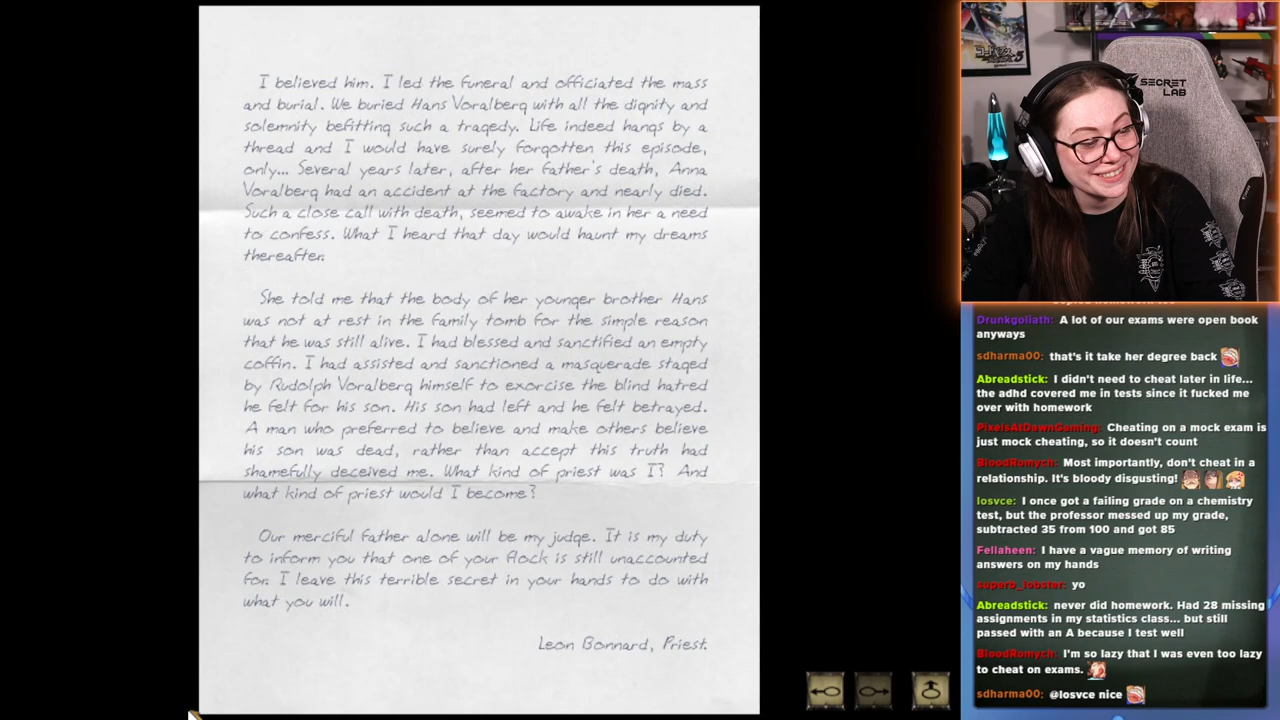 I believed him. I led the funeral and officiated the mass
and burial. We buried Hans Voralberg with all the dignity and
solemnity befitting such a tragedy. Life indeed hangs by a
thread and I would have surely forgotten this episode,
only... Several years later, after her father's death, Anna
Voralberg had an accident at the factory and nearly died.
Such a close call with death, seemed to awake in her a need
to confess. What I heard that day would haunt my dreams
thereafter.
She told me that the body of her younger brother Hans
was not at rest in the family tomb for the simple reason
that he was still alive. I had blessed and sanctified an empty
coffin. I had assisted and sanctioned a masquerade staged
by Rudolph Voralberg himself to exorcise the blind hatred
he felt for his son. His son had left and he felt betrayed.
A man who preferred to believe and make others believe
his son was dead, rather than accept this truth had
shamefully deceived me. What kind of priest was I? And
what kind of priest would I become?
Our merciful Father alone will be my judge. It is my duty
to inform you that one of your flock is still unaccounted
for. I leave this terrible secret in your hands to do with
what you will.
Leon Bonnard, Priest.
SECRET
LAB
Drunkgoliath: A lot of our exams were open book
anyways
sdharma00: that's it take her degree back
Abreadstick: I didn't need to cheat later in life...
the adhd covered me in tests since it fucked me
over with homework
PixelsAtDawnGaming: Cheating on a mock exam is
just mock cheating, so it doesn't count
BloodRomych: Most importantly, don't cheat in a
relationship. It's bloody disgusting!
losvce: I once got a failing grade on a chemistry
test, but the professor messed up my grade,
subtracted 35 from 100 and got 85
Fellaheen: I have a vague memory of writing
answers on my hands
superb_lobster: yo
Abreadstick: never did homework. Had 28 missing
assignments in my statistics class... but still
passed with an A because I test well
BloodRomych: I'm so lazy that I was even too lazy
to cheat on exams.
sdharma00: @losvce nice